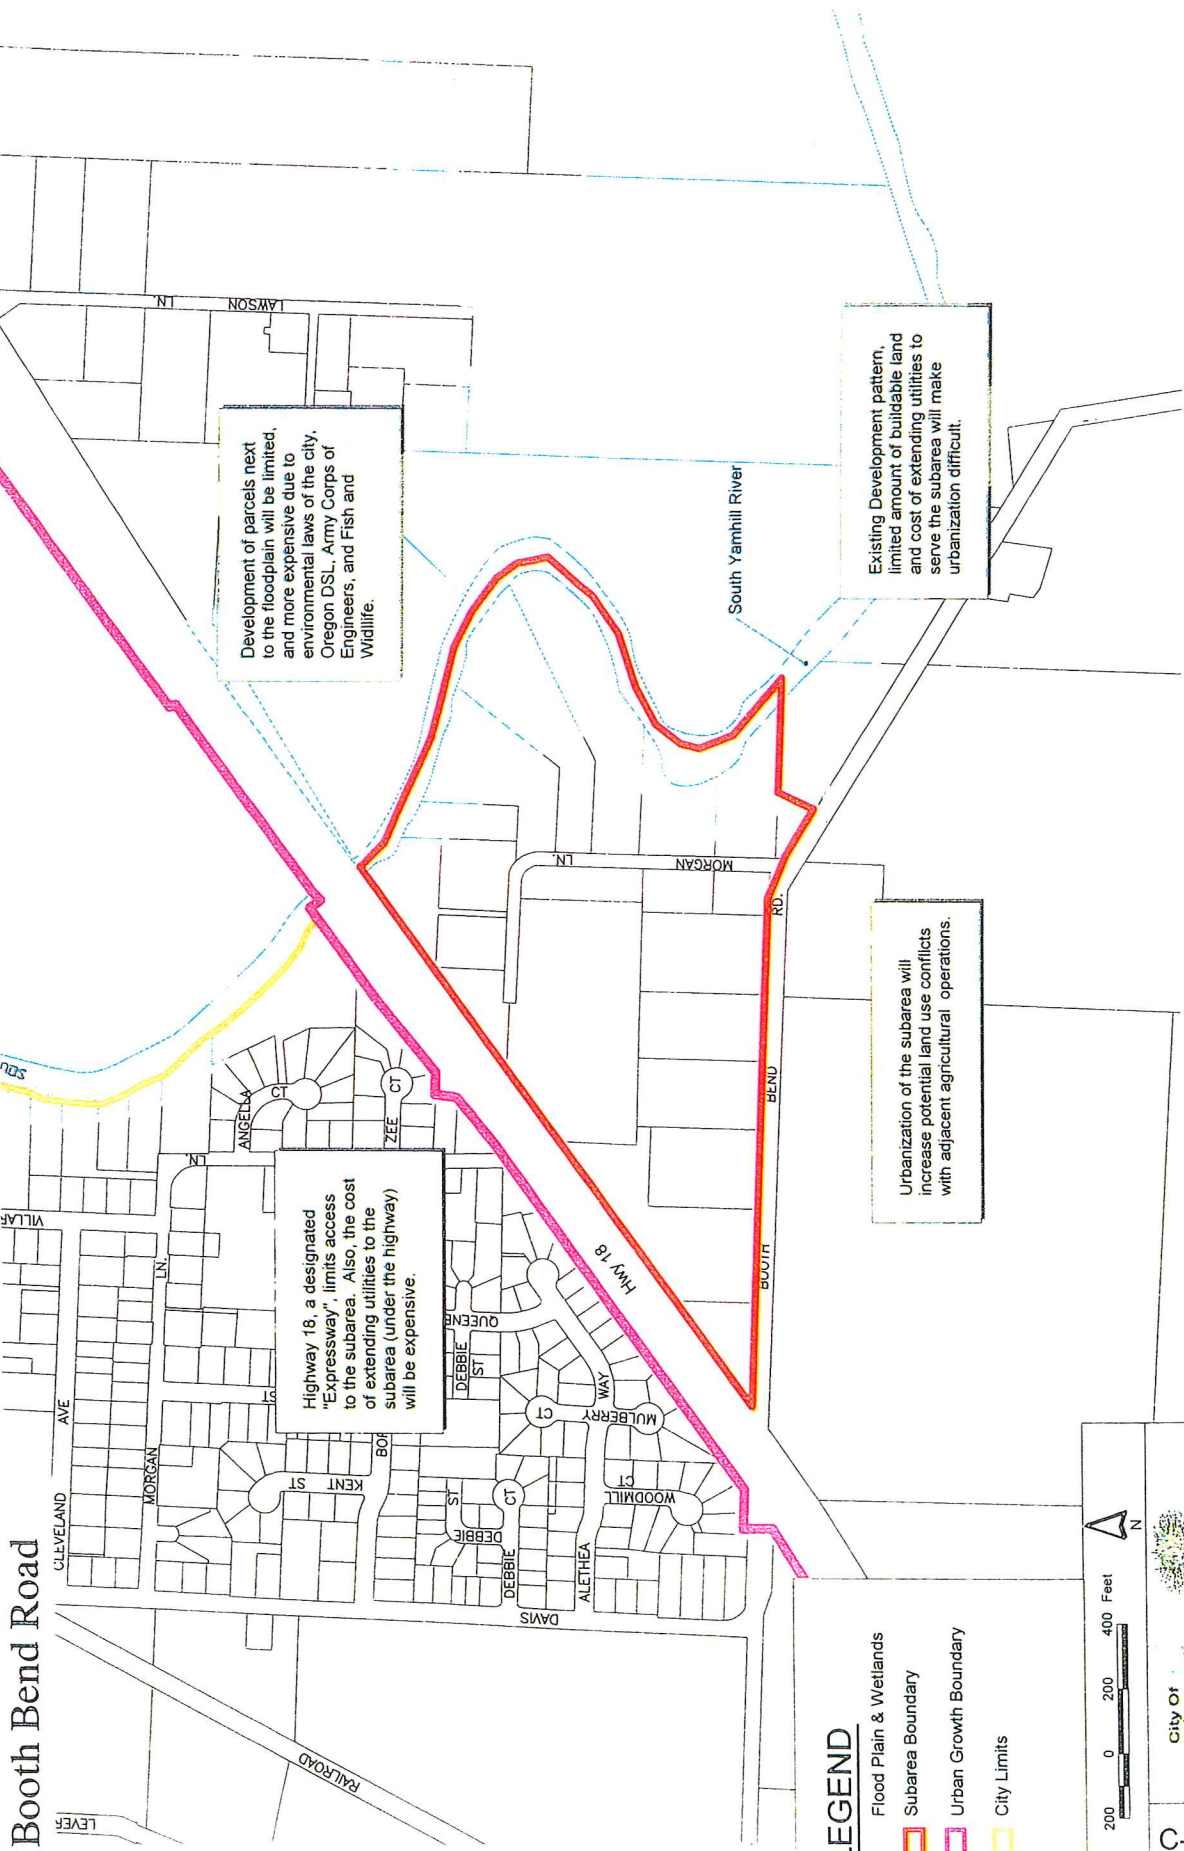 Booth Bend Road
Highway 18, a designated
"Expressway", limits access
to the subarea. Also, the cost
of extending utilities to the
subarea (under the highway)
will be expensive.
Development of parcels next
to the floodplain will be limited,
and more expensive due to
environmental laws of the city,
Oregon DSL, Army Corps of
Engineers, and Fish and
Widllife.
Existing Development pattern,
limited amount of buildable land
and cost of extending utilities to
serve the subarea will make
urbanization difficult.
Urbanization of the subarea will
increase potential land use conflicts
with adjacent agricultural operations.
South Yamhill River
Hwy 18
LAWSON LN.
MORGAN LN.
BOOTH BEND RD.
CLEVELAND AVE
MORGAN LN.
LN.
ANGELLA CT
ZEE CT
ST
KENT ST
DEBBIE ST
DEBBIE ST
DEBBIE CT
MULBERRY CT
WAY
WOODMILL CT
ALETHEA
DAVIS
RAILROAD
LEVER
EGEND
Flood Plain & Wetlands
Subarea Boundary
Urban Growth Boundary
City Limits
200 0 200 400 Feet
N
City Of